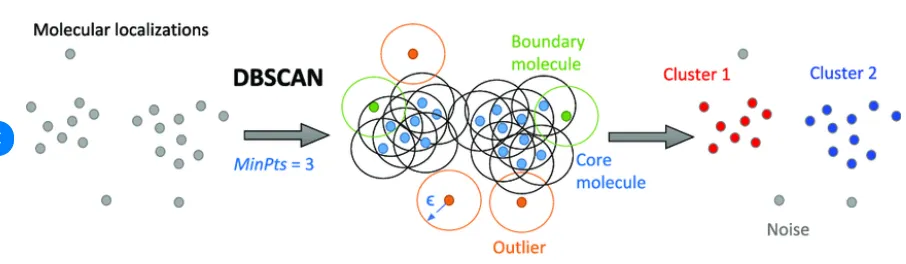 Molecular localizations
DBSCAN
MinPts = 3
Boundary
molecule
Core
molecule
ϵ
Outlier
Cluster 1
Cluster 2
Noise